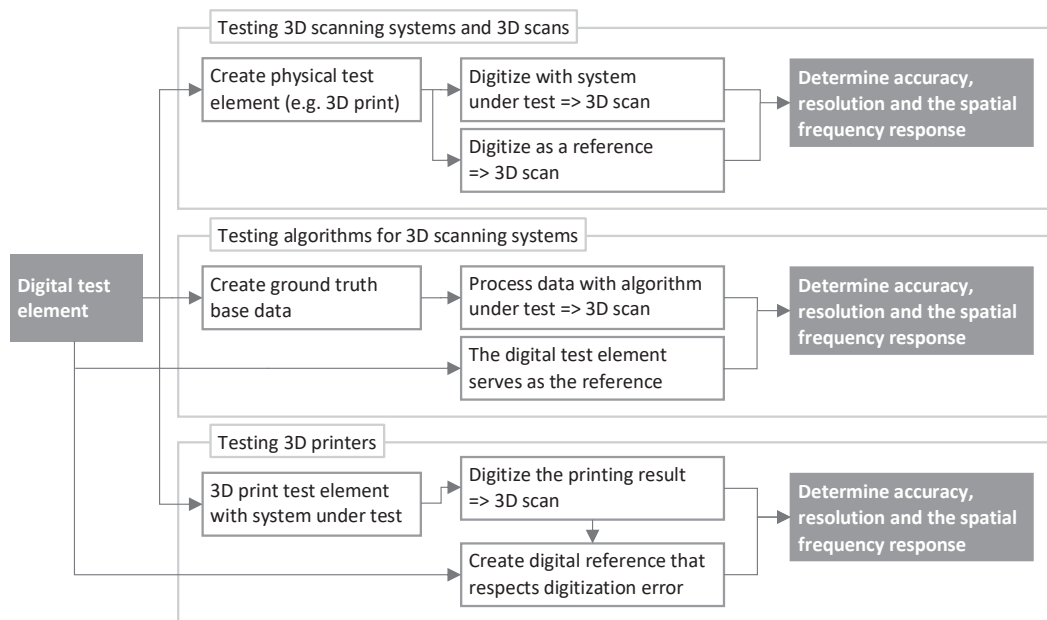 Testing 3D scanning systems and 3D scans
Create physical test
element (e.g. 3D print)
Digitize with system
under test => 3D scan
Digitize as a reference
=> 3D scan
Determine accuracy,
resolution and the spatial
frequency response
Testing algorithms for 3D scanning systems
Digital test
element
Create ground truth
base data
Process data with algorithm
under test => 3D scan
The digital test element
serves as the reference
Determine accuracy,
resolution and the spatial
frequency response
Testing 3D printers
3D print test element
with system under test
Digitize the printing result
=> 3D scan
Create digital reference that
respects digitization error
Determine accuracy,
resolution and the spatial
frequency response